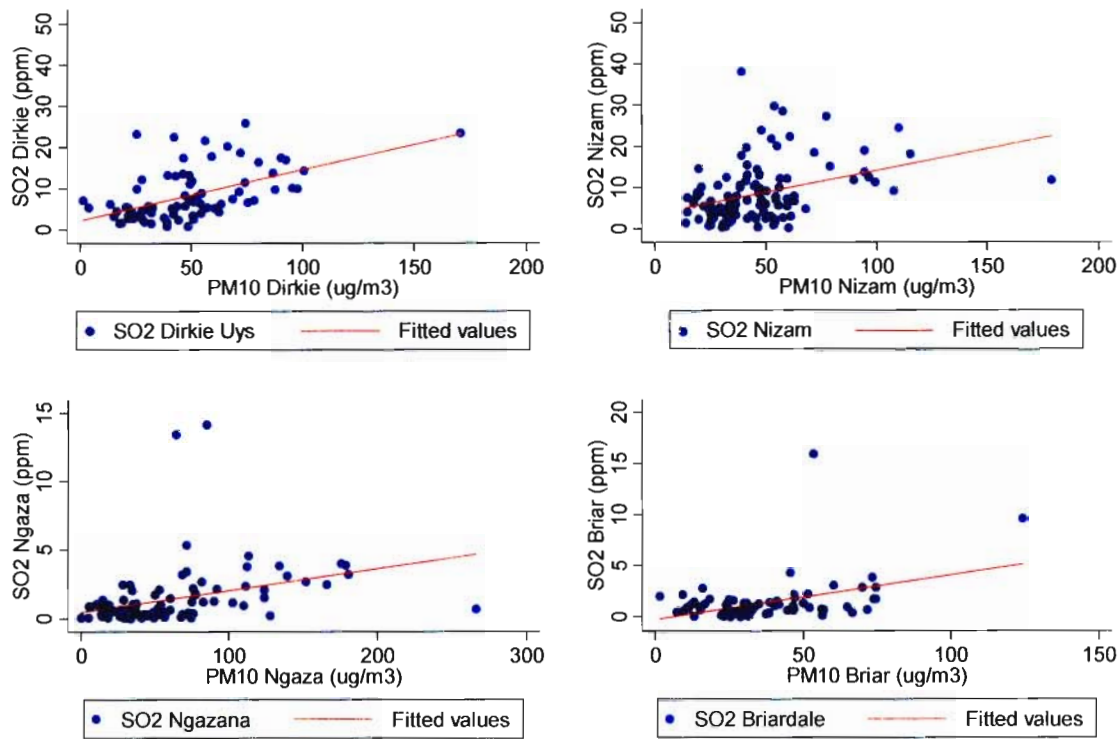 SO2 Dirkie (ppm)
50
40
30
20
10
0
0 50 100 150 200
PM10 Dirkie (ug/m3)
SO2 Dirkie Uys Fitted values
SO2 Nizam (ppm)
50
40
30
20
10
0
0 50 100 150 200
PM10 Nizam (ug/m3)
SO2 Nizam Fitted values
SO2 Ngaza (ppm)
15
10
5
0
0 100 200 300
PM10 Ngaza (ug/m3)
SO2 Ngazana Fitted values
SO2 Briar (ppm)
20
15
10
5
0
0 50 100 150
PM10 Briar (ug/m3)
SO2 Briardale Fitted values